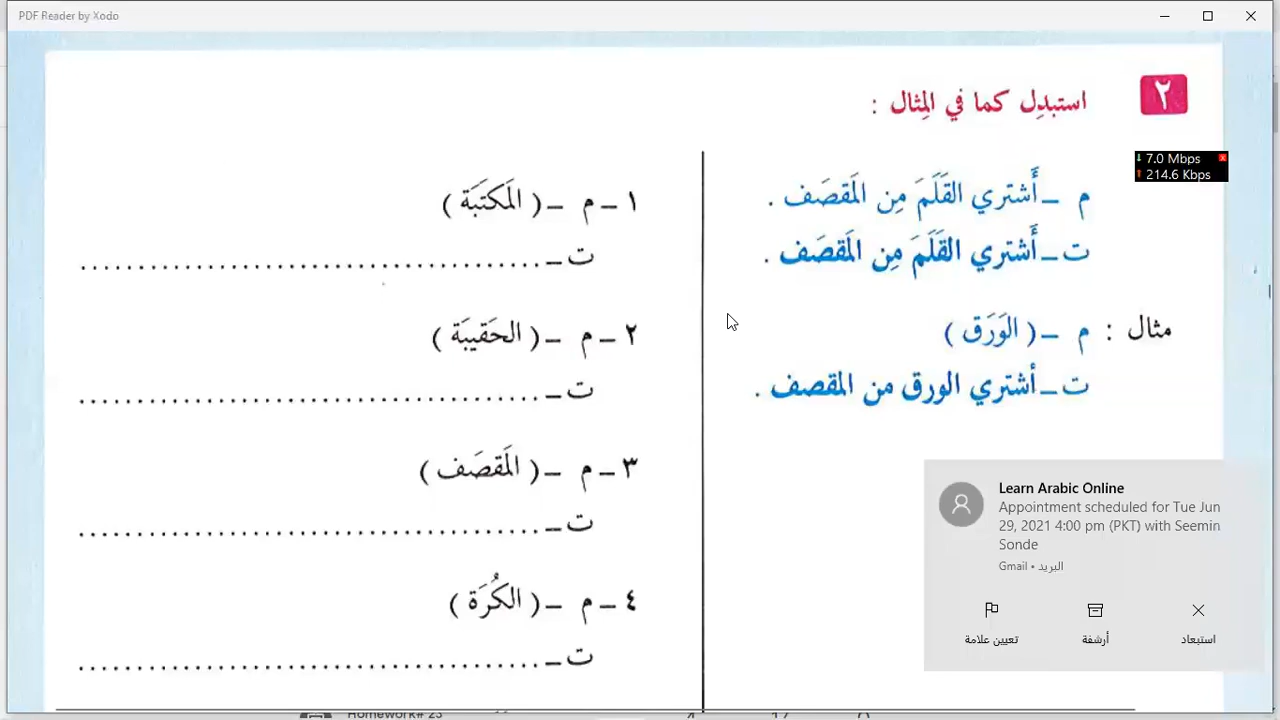 PDF Reader by Xodo
٢
استبدِل كما في المِثال :
م ـ أَشتري القَلَمَ مِن المَقصَف .
ت ـ أَشتري القَلَمَ مِن المَقصَف .
مثال : م ـ ( الوَرَق )
ت ـ أشتري الورق من المقصف .
١ ـ م ـ ( المَكتَبَة )
ت ـ ........................................
٢ ـ م ـ ( الحَقيبَة )
ت ـ ........................................
٣ ـ م ـ ( المَقصَف )
ت ـ ........................................
٤ ـ م ـ ( الكُرَة )
ت ـ ........................................
7.0 Mbps
214.6 Kbps
Learn Arabic Online
Appointment scheduled for Tue Jun
29, 2021 4:00 pm (PKT) with Seemin
Sonde
Gmail • البريد
تعيين علامة
أرشفة
استبعاد
Homework# 23